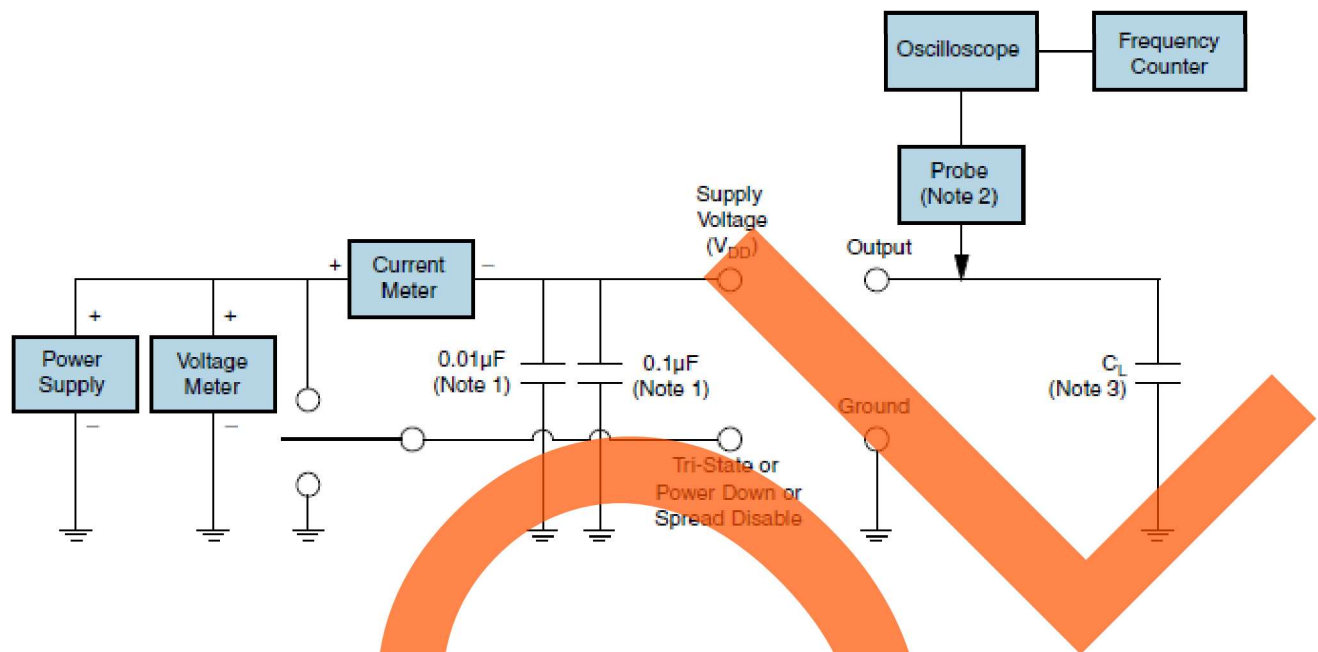 Oscilloscope
Frequency
Counter
Probe
(Note 2)
Supply
Voltage
(VDD)
Output
+
Current
Meter
−
+
Power
Supply
−
+
Voltage
Meter
−
0.01µF
(Note 1)
0.1µF
(Note 1)
CL
(Note 3)
Ground
Tri-State or
Power Down or
Spread Disable